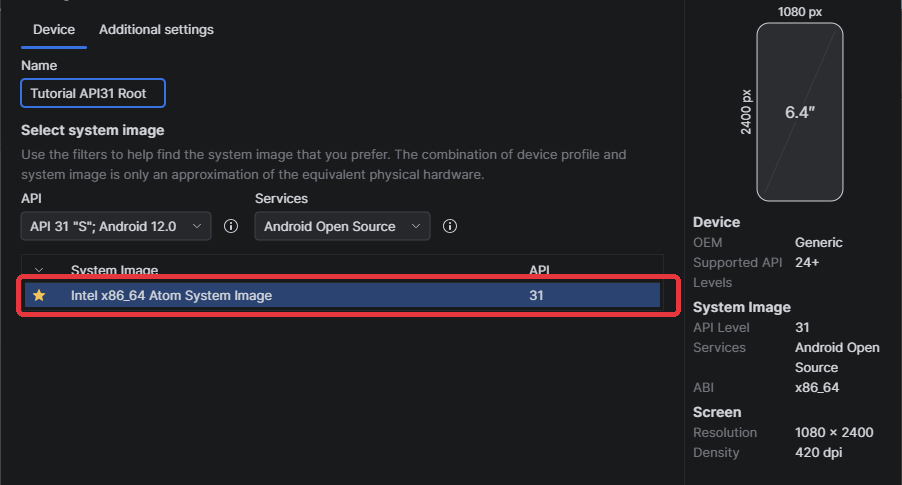 Device Additional settings
Name
Tutorial API31 Root
Select system image
Use the filters to help find the system image that you prefer. The combination of device profile and
system image is only an approximation of the equivalent physical hardware.
API Services
API 31 "S"; Android 12.0 Android Open Source
System Image API
Intel x86_64 Atom System Image 31
1080 px
2400 px
6.4"
Device
OEM Generic
Supported API 24+
Levels
System Image
API Level 31
Services Android Open
Source
ABI x86_64
Screen
Resolution 1080 × 2400
Density 420 dpi